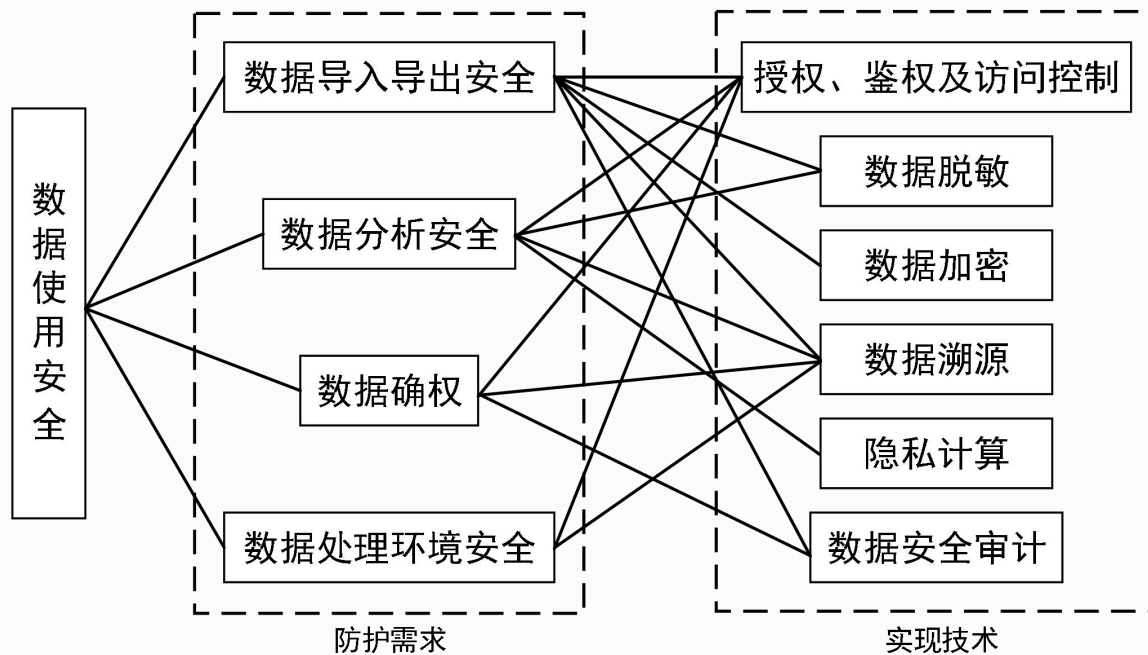 数据使用安全
数据导入导出安全
数据分析安全
数据确权
数据处理环境安全
防护需求
授权、鉴权及访问控制
数据脱敏
数据加密
数据溯源
隐私计算
数据安全审计
实现技术